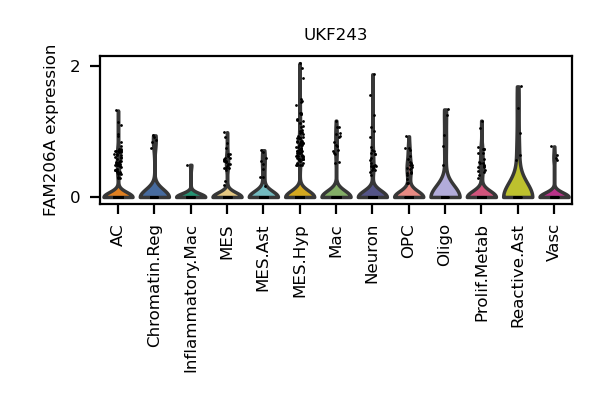 UKF243
FAM206A expression
2
0
AC
Chromatin.Reg
Inflammatory.Mac
MES
MES.Ast
MES.Hyp
Mac
Neuron
OPC
Oligo
Prolif.Metab
Reactive.Ast
Vasc